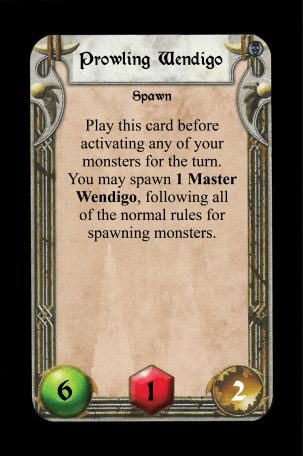 Prowling Wendigo
Spawn
Play this card before
activating any of your
monsters for the turn.
You may spawn 1 Master
Wendigo, following all
of the normal rules for
spawning monsters.
6 1 2